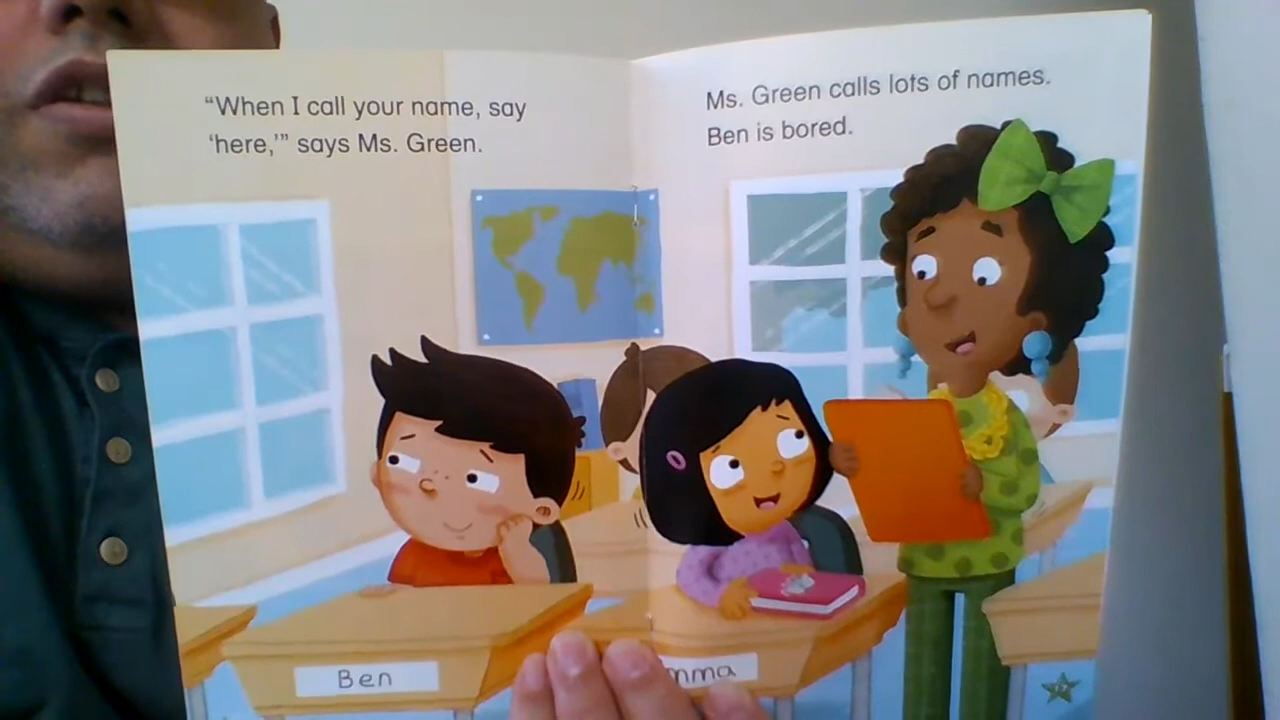 “When I call your name, say
‘here,’” says Ms. Green.
Ms. Green calls lots of names.
Ben is bored.
Ben